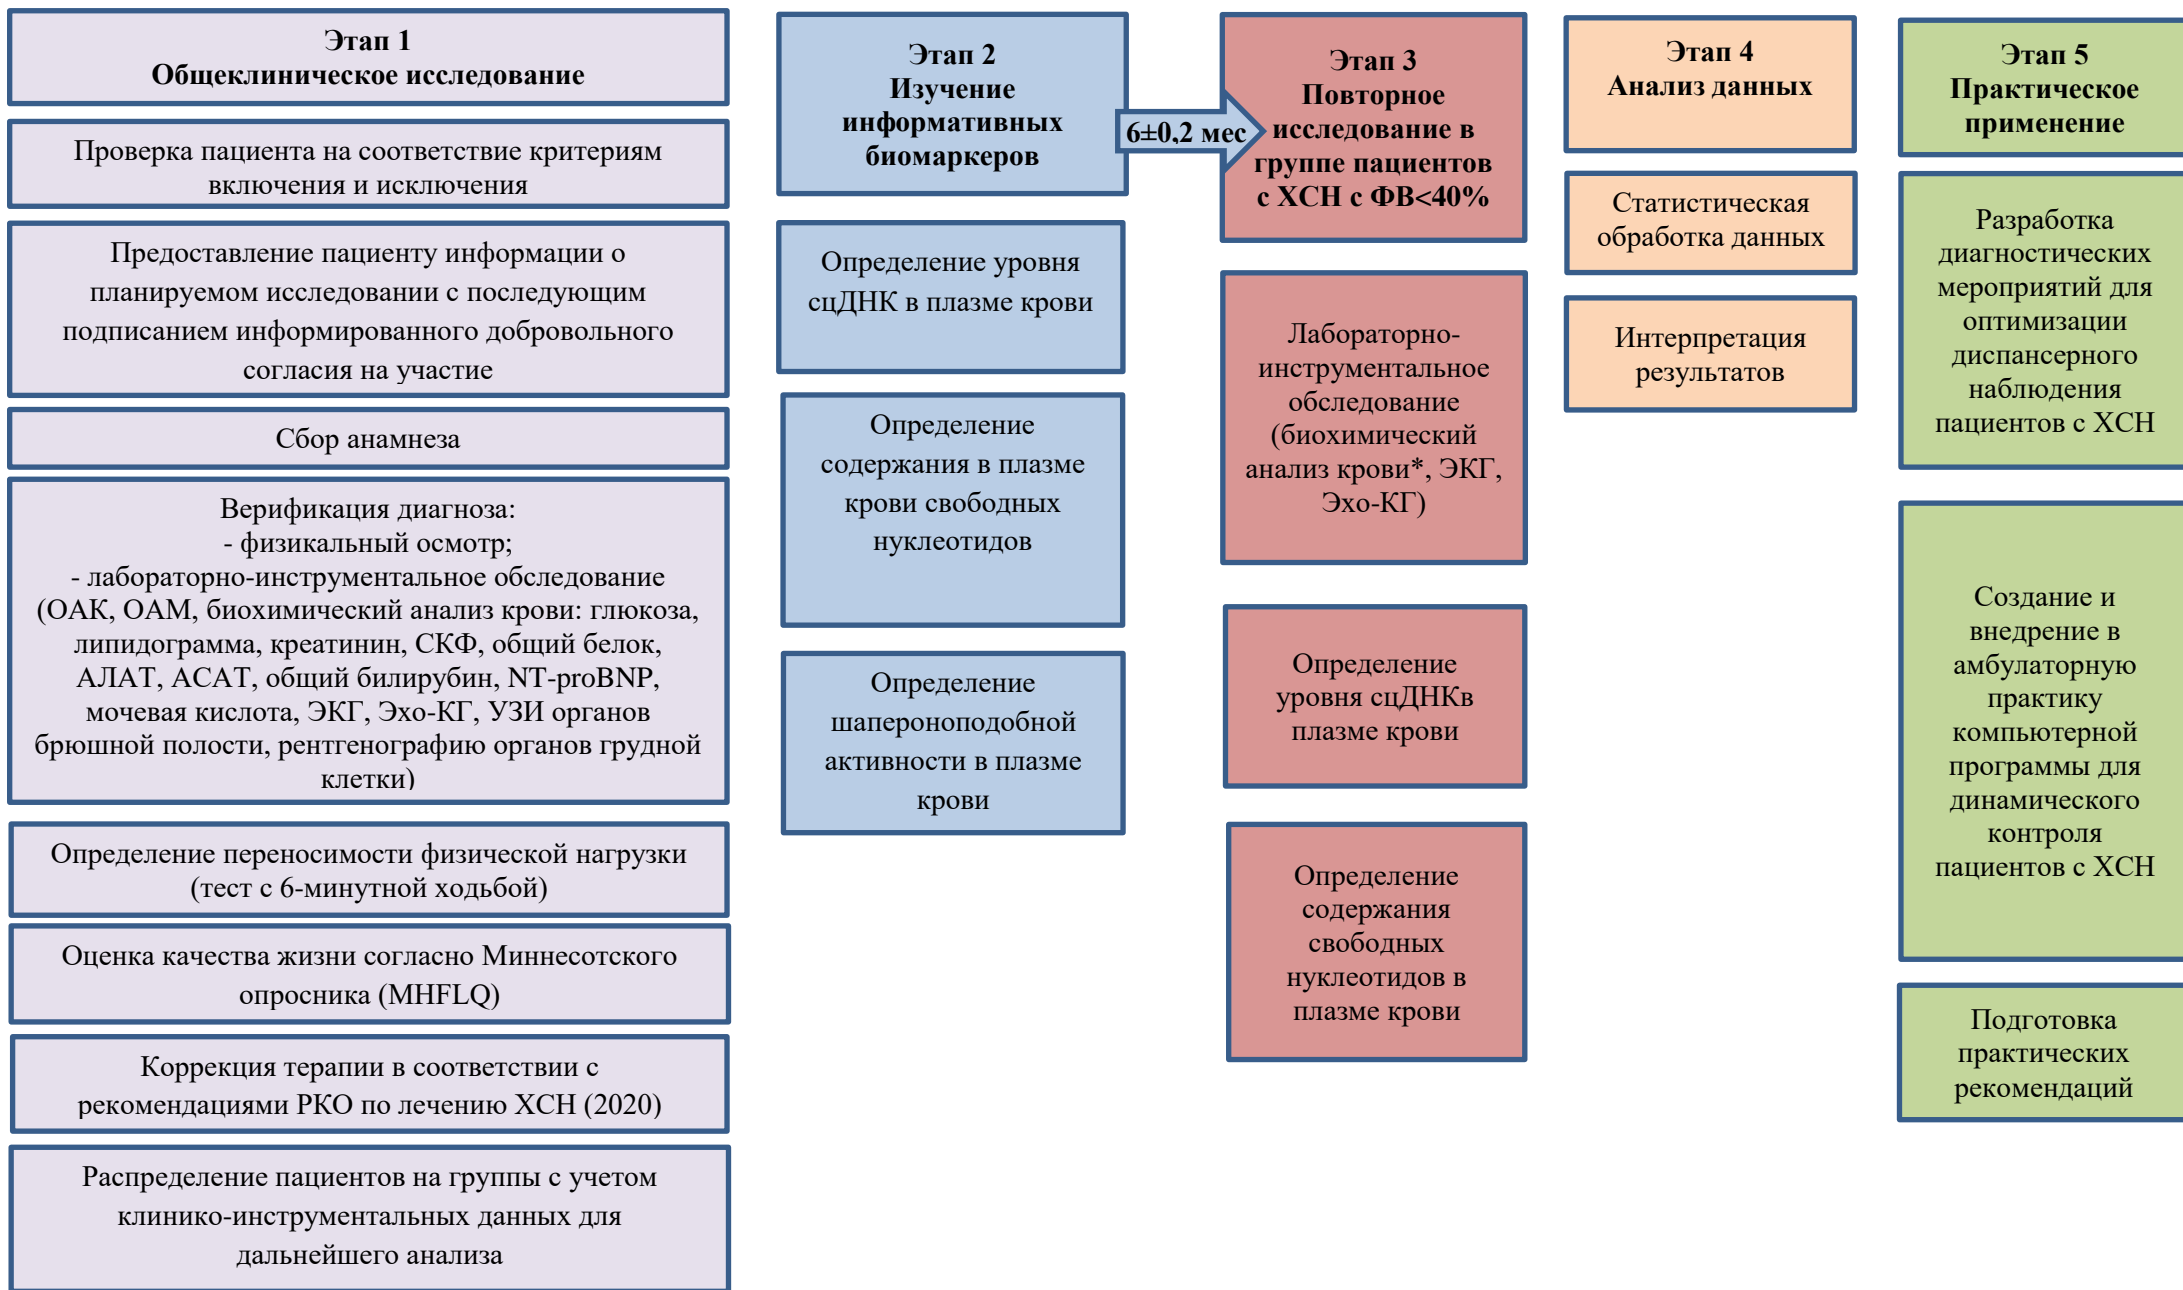 Этап 1
Общеклиническое исследование
Проверка пациента на соответствие критериям
включения и исключения
Предоставление пациенту информации о
планируемом исследовании с последующим
подписанием информированного добровольного
согласия на участие
Сбор анамнеза
Верификация диагноза:
- физикальный осмотр;
- лабораторно-инструментальное обследование
(ОАК, ОАМ, биохимический анализ крови: глюкоза,
липидограмма, креатинин, СКФ, общий белок,
АЛАТ, АСАТ, общий билирубин, NT-proBNP,
мочевая кислота, ЭКГ, Эхо-КГ, УЗИ органов
брюшной полости, рентгенографию органов грудной
клетки)
Определение переносимости физической нагрузки
(тест с 6-минутной ходьбой)
Оценка качества жизни согласно Миннесотского
опросника (MHFLQ)
Коррекция терапии в соответствии с
рекомендациями РКО по лечению ХСН (2020)
Распределение пациентов на группы с учетом
клинико-инструментальных данных для
дальнейшего анализа
Этап 2
Изучение
информативных
биомаркеров
Определение уровня
сцДНК в плазме крови
Определение
содержания в плазме
крови свободных
нуклеотидов
Определение
шапероноподобной
активности в плазме
крови
6±0,2 мес
Этап 3
Повторное
исследование в
группе пациентов
с ХСН с ФВ<40%
Лабораторно-
инструментальное
обследование
(биохимический
анализ крови*, ЭКГ,
Эхо-КГ)
Определение
уровня сцДНКв
плазме крови
Определение
содержания
свободных
нуклеотидов в
плазме крови
Этап 4
Анализ данных
Статистическая
обработка данных
Интерпретация
результатов
Этап 5
Практическое
применение
Разработка
диагностических
мероприятий для
оптимизации
диспансерного
наблюдения
пациентов с ХСН
Создание и
внедрение в
амбулаторную
практику
компьютерной
программы для
динамического
контроля
пациентов с ХСН
Подготовка
практических
рекомендаций